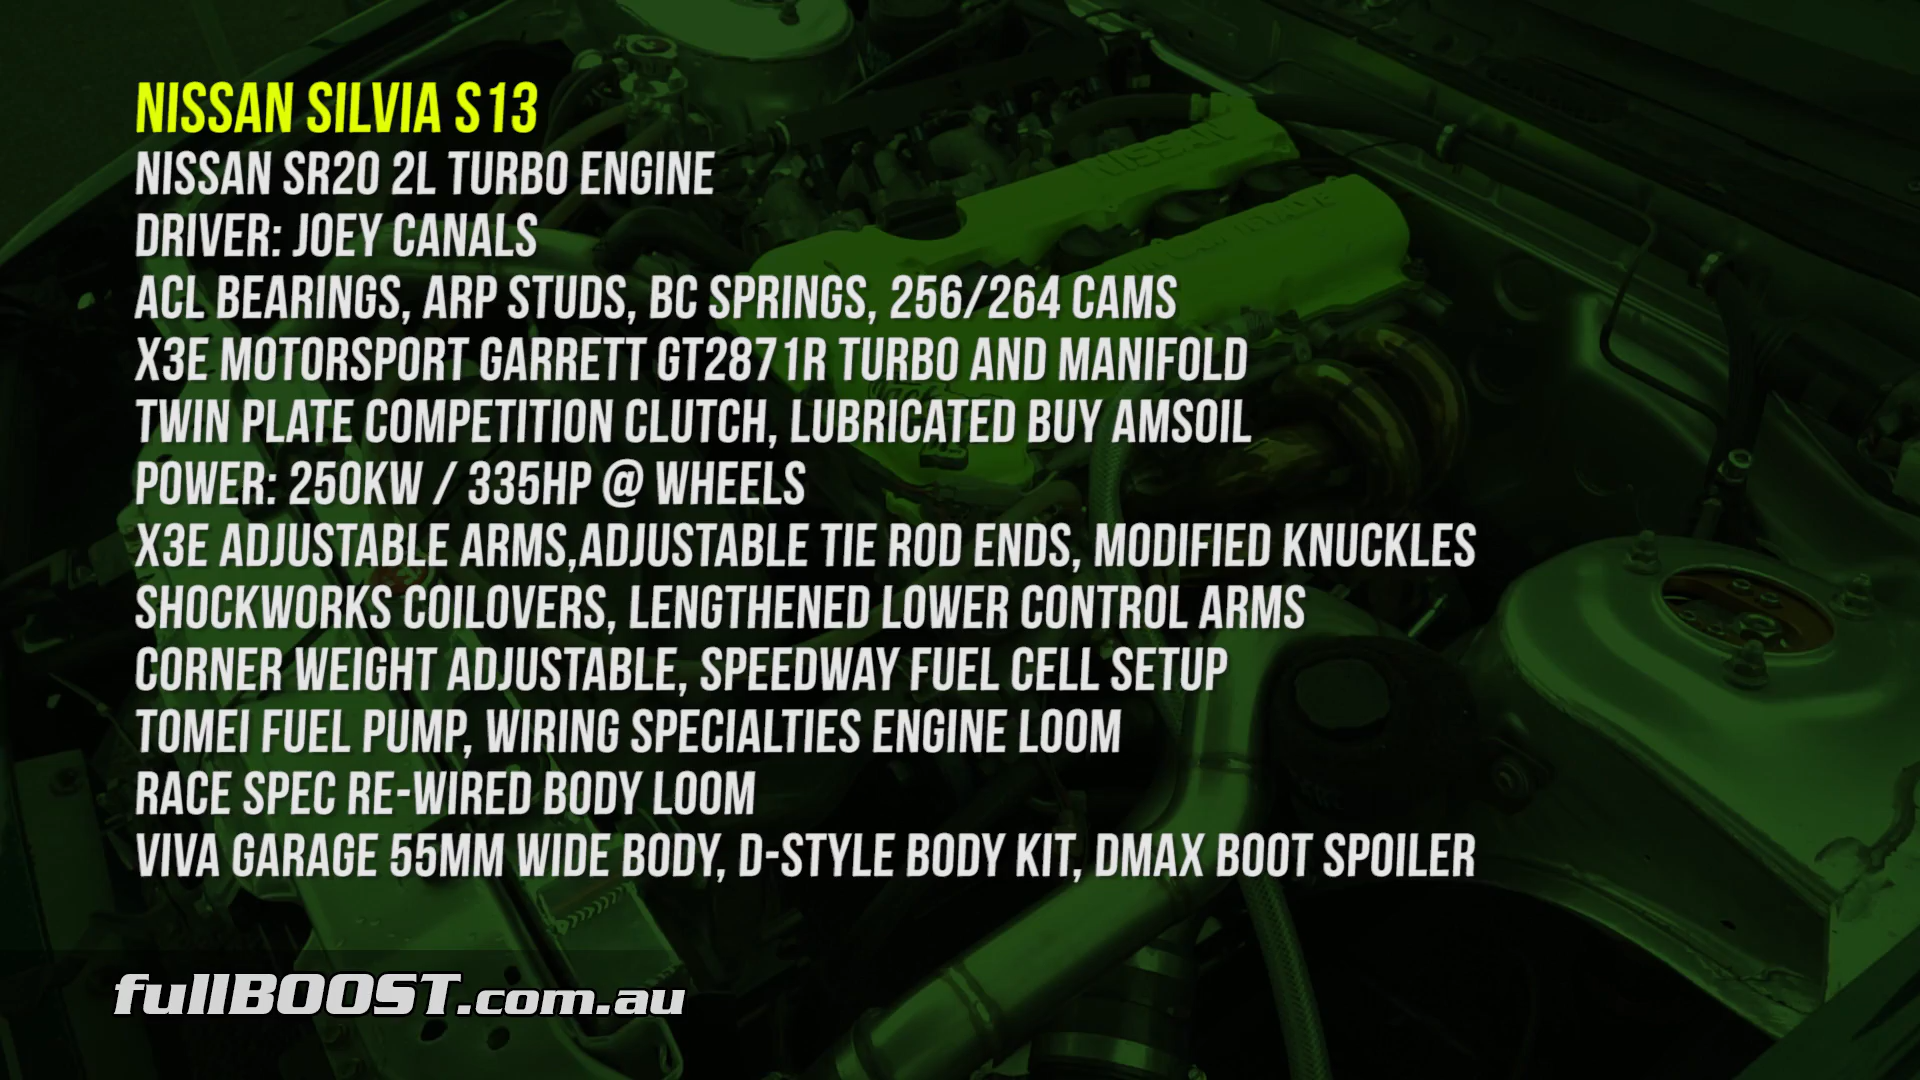 NISSAN SILVIA S13
NISSAN SR20 2L TURBO ENGINE
DRIVER: JOEY CANALS
ACL BEARINGS, ARP STUDS, BC SPRINGS, 256/264 CAMS
X3E MOTORSPORT GARRETT GT2871R TURBO AND MANIFOLD
TWIN PLATE COMPETITION CLUTCH, LUBRICATED BUY AMSOIL
POWER: 250KW / 335HP @ WHEELS
X3E ADJUSTABLE ARMS,ADJUSTABLE TIE ROD ENDS, MODIFIED KNUCKLES
SHOCKWORKS COILOVERS, LENGTHENED LOWER CONTROL ARMS
CORNER WEIGHT ADJUSTABLE, SPEEDWAY FUEL CELL SETUP
TOMEI FUEL PUMP, WIRING SPECIALTIES ENGINE LOOM
RACE SPEC RE-WIRED BODY LOOM
VIVA GARAGE 55MM WIDE BODY, D-STYLE BODY KIT, DMAX BOOT SPOILER
fullBOOST.com.au
NISSAN